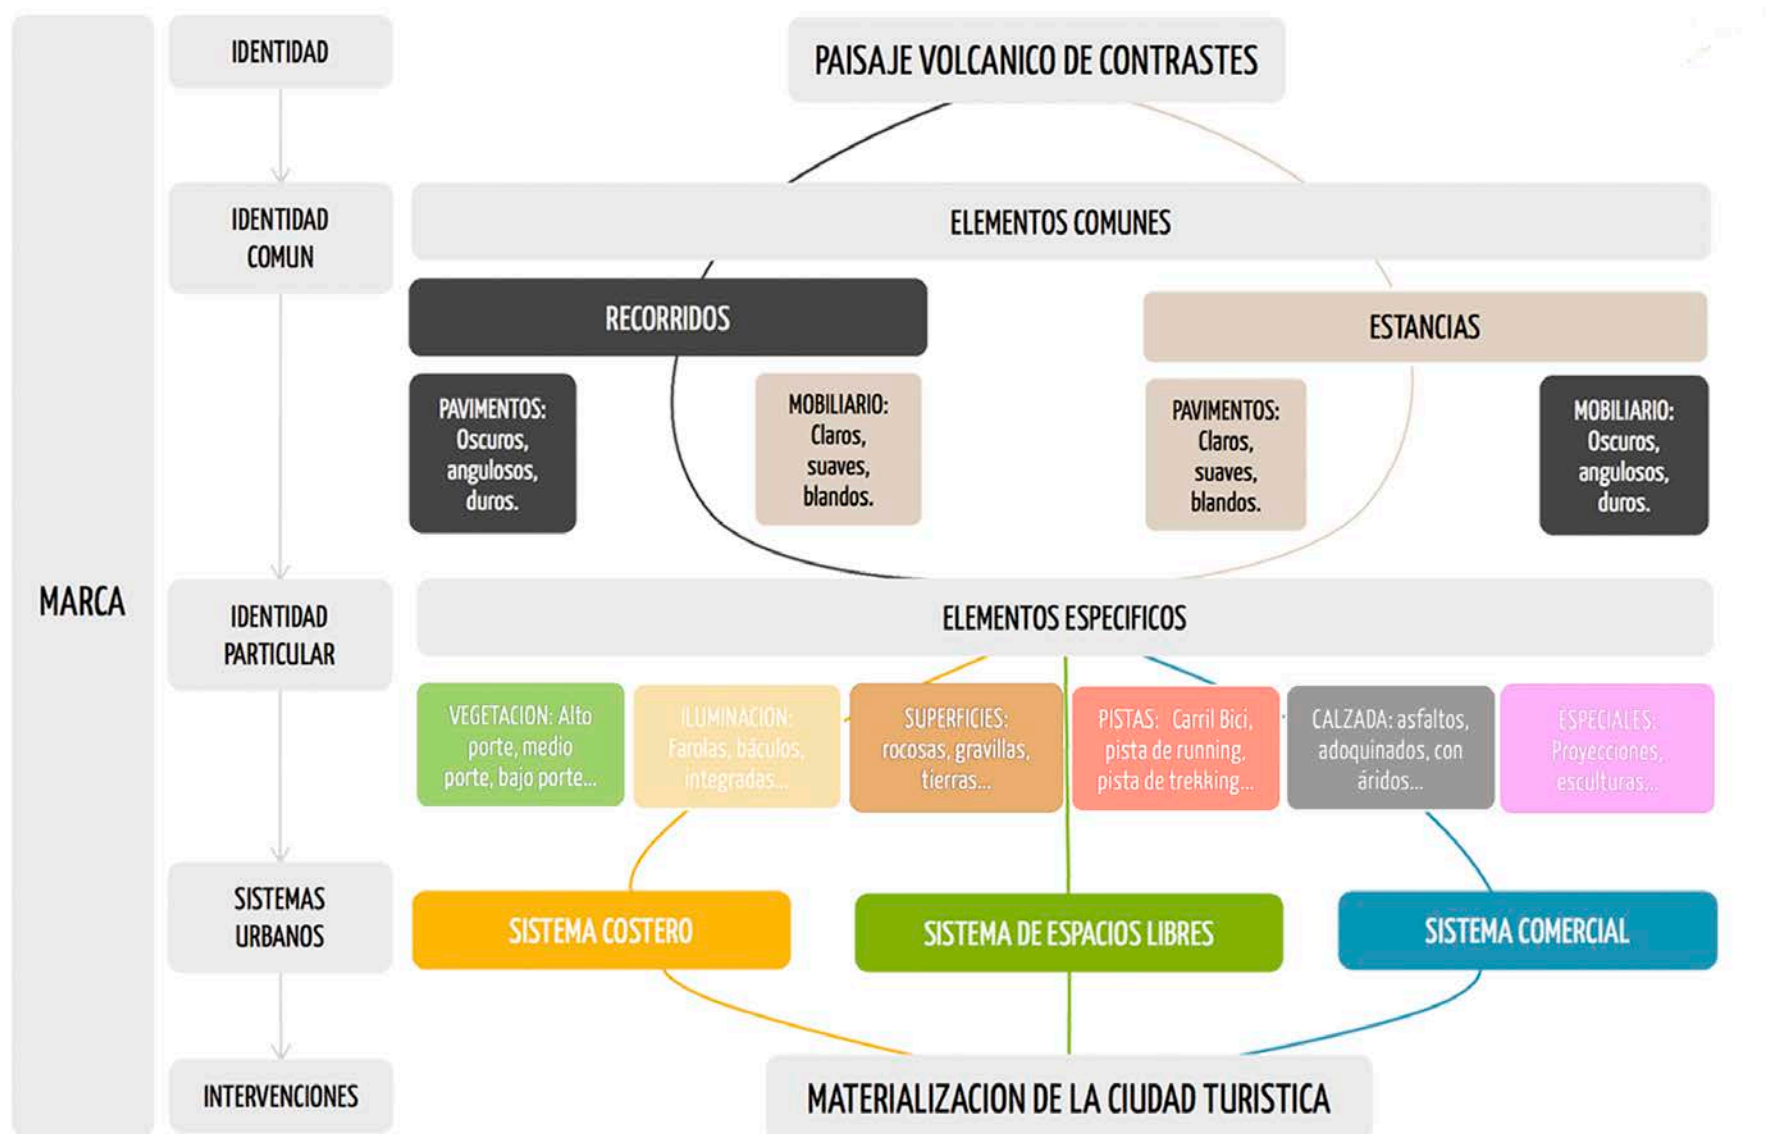 MARCA
IDENTIDAD
PAISAJE VOLCANICO DE CONTRASTES
IDENTIDAD
COMUN
ELEMENTOS COMUNES
RECORRIDOS
ESTANCIAS
PAVIMENTOS:
Oscuros,
angulosos,
duros.
MOBILIARIO:
Claros,
suaves,
blandos.
PAVIMENTOS:
Claros,
suaves,
blandos.
MOBILIARIO:
Oscuros,
angulosos,
duros.
IDENTIDAD
PARTICULAR
ELEMENTOS ESPECIFICOS
VEGETACION: Alto
porte, medio
porte, bajo porte...
ILUMINACIÓN:
Farolas, báculos,
integradas...
SUPERFICIES:
rocosas, gravillas,
tierras...
PISTAS: Carril Bici,
pista de running,
pista de trekking...
CALZADA: asfaltos,
adoquinados, con
áridos...
ESPECIALES:
Proyecciones,
esculturas...
SISTEMAS
URBANOS
SISTEMA COSTERO
SISTEMA DE ESPACIOS LIBRES
SISTEMA COMERCIAL
INTERVENCIONES
MATERIALIZACION DE LA CIUDAD TURISTICA